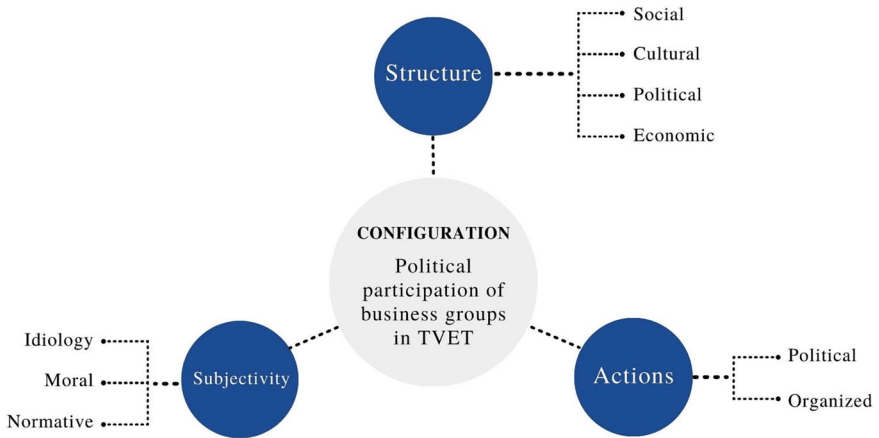 Structure
Social
Cultural
Political
Economic
CONFIGURATION
Political
participation of
business groups
in TVET
Idiology
Moral
Normative
Subjectivity
Actions
Political
Organized